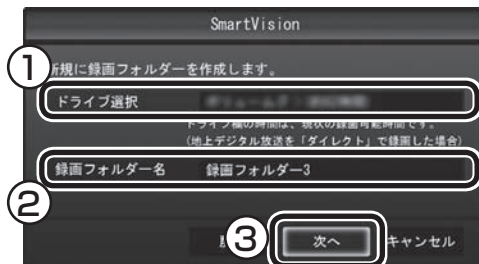 SmartVision
①
新規に録画フォルダーを作成します。
ドライブ選択
ドライブ欄の時間は、現状の録画可能時間です。
(地上デジタル放送を「ダイレクト」で録画した場合)
録画フォルダー名 録画フォルダー3
②
③ 次へ キャンセル